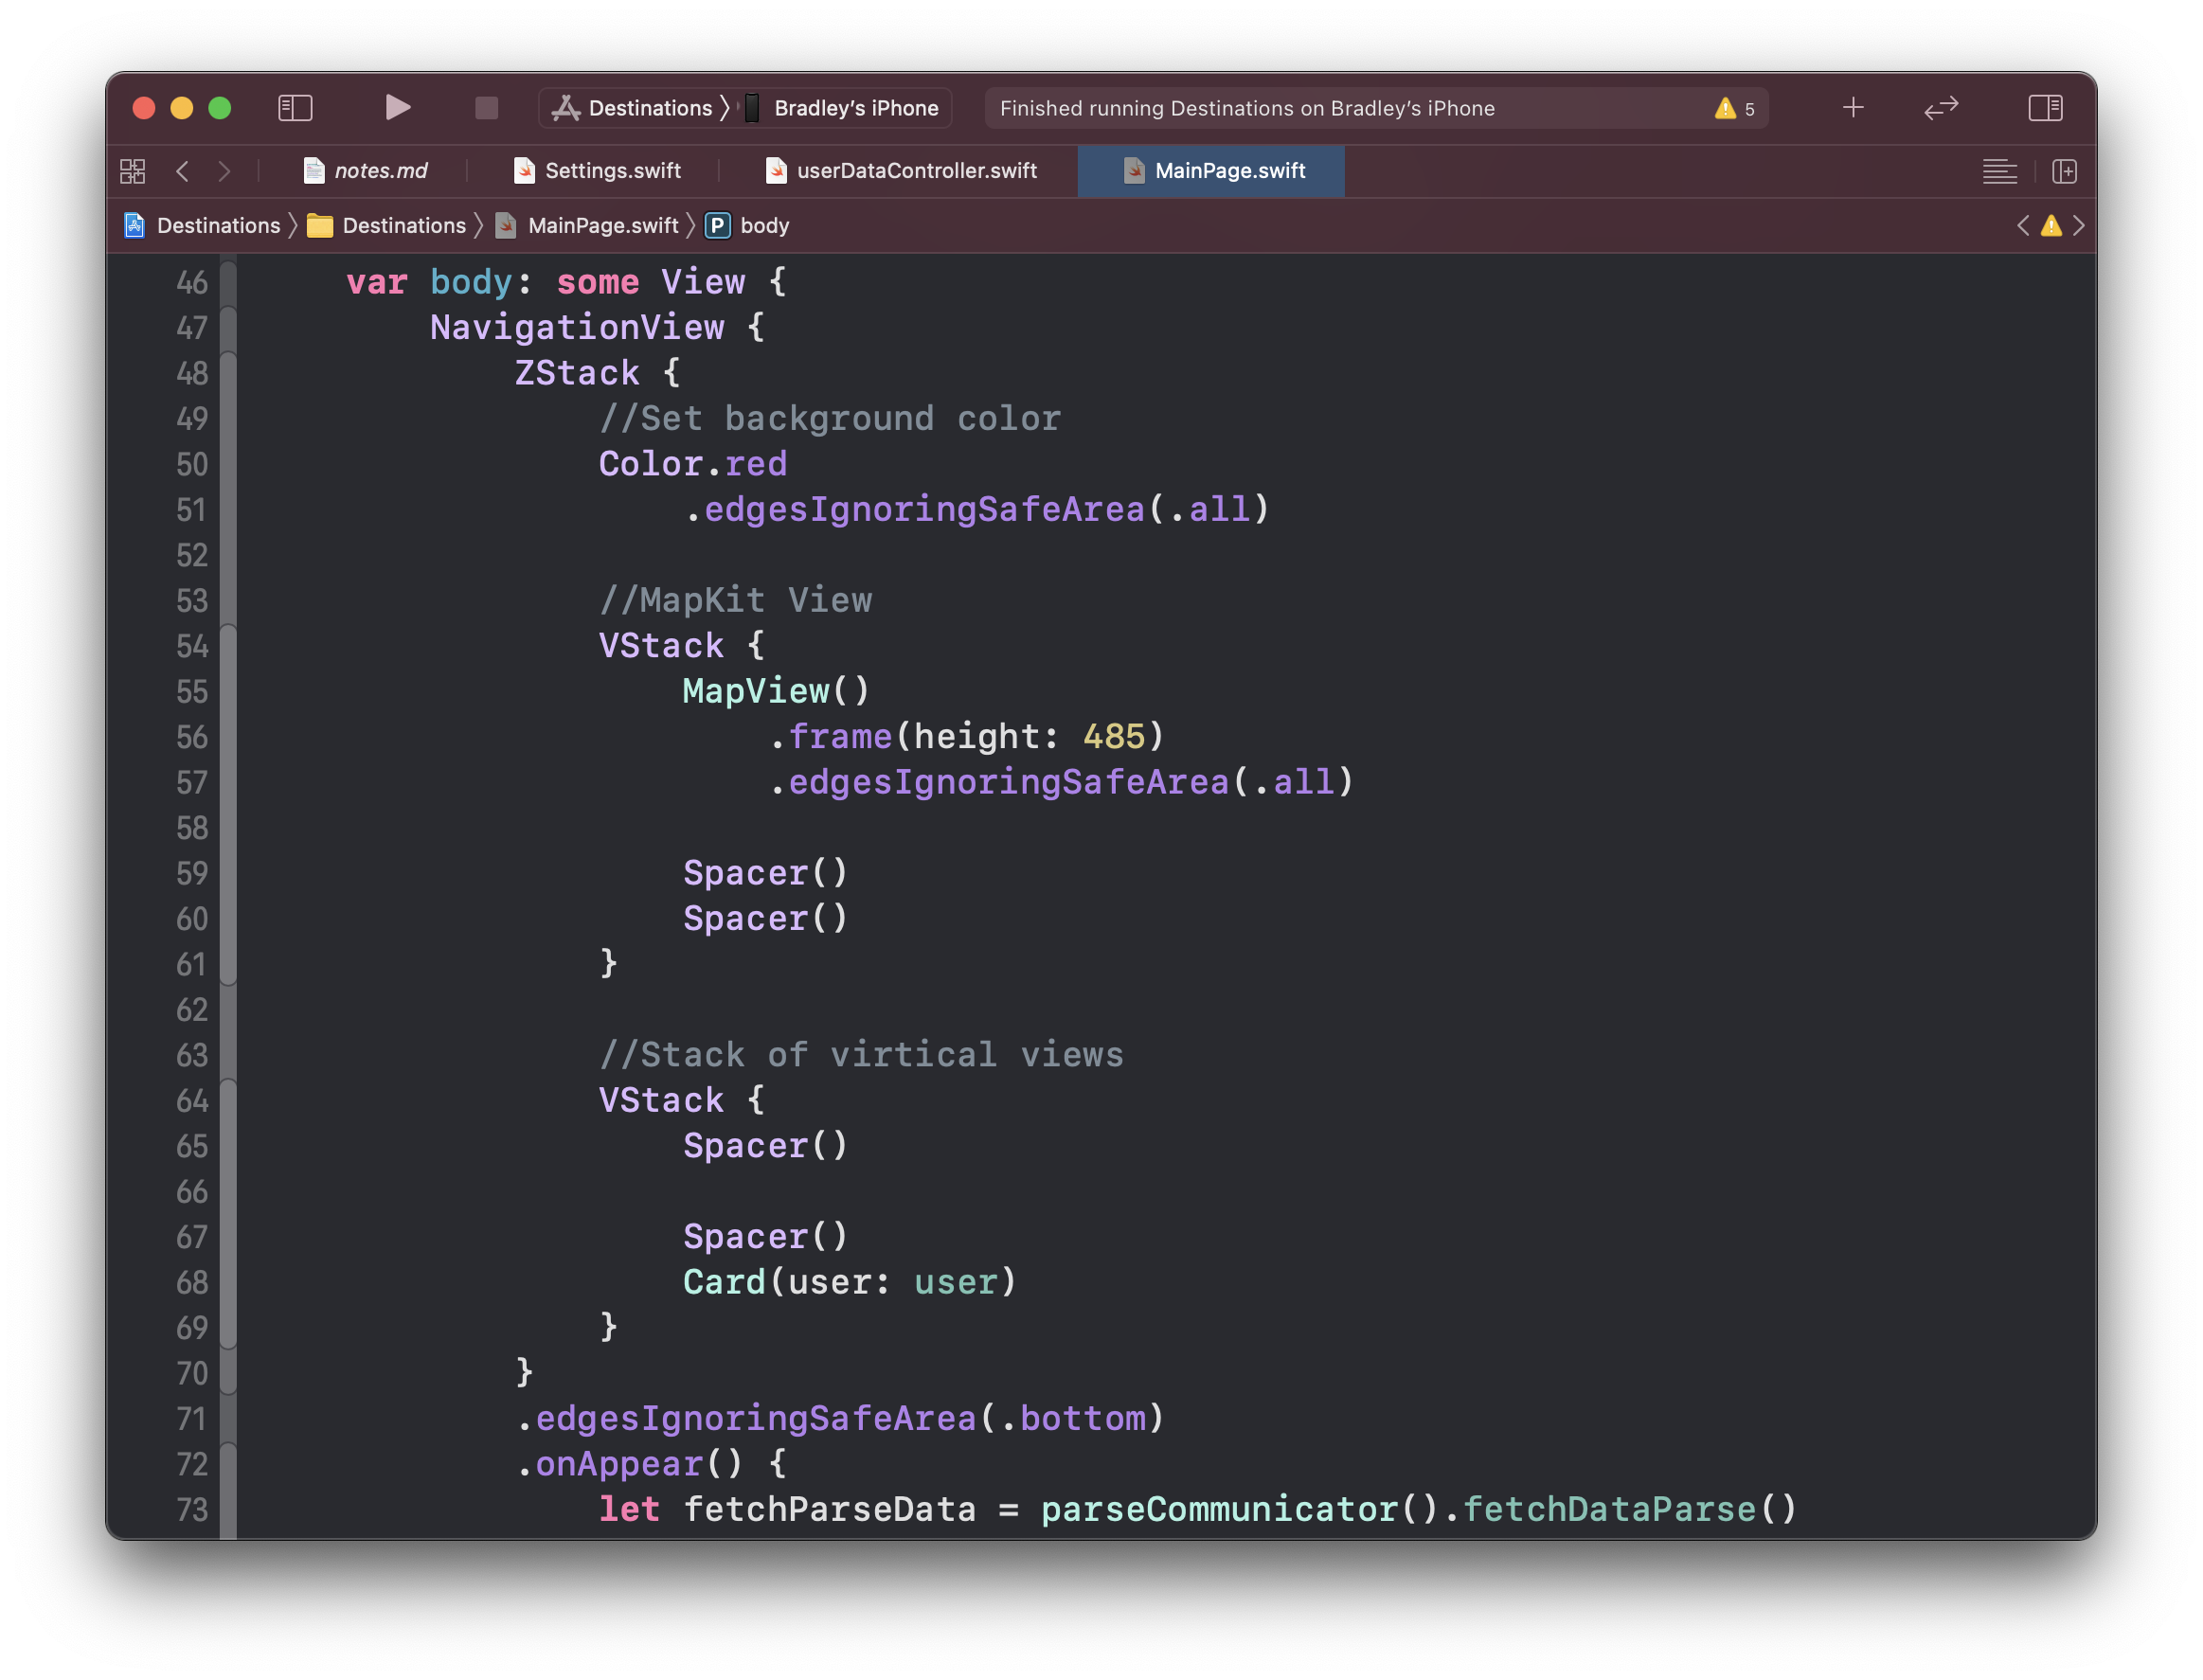 Destinations 〉 Bradley’s iPhone
Finished running Destinations on Bradley’s iPhone
5
notes.md
Settings.swift
userDataController.swift
MainPage.swift
Destinations 〉 Destinations 〉 MainPage.swift 〉 P body
46 var body: some View {
47 NavigationView {
48 ZStack {
49 //Set background color
50 Color.red
51 .edgesIgnoringSafeArea(.all)
52
53 //MapKit View
54 VStack {
55 MapView()
56 .frame(height: 485)
57 .edgesIgnoringSafeArea(.all)
58
59 Spacer()
60 Spacer()
61 }
62
63 //Stack of virtical views
64 VStack {
65 Spacer()
66
67 Spacer()
68 Card(user: user)
69 }
70 }
71 .edgesIgnoringSafeArea(.bottom)
72 .onAppear() {
73 let fetchParseData = parseCommunicator().fetchDataParse()